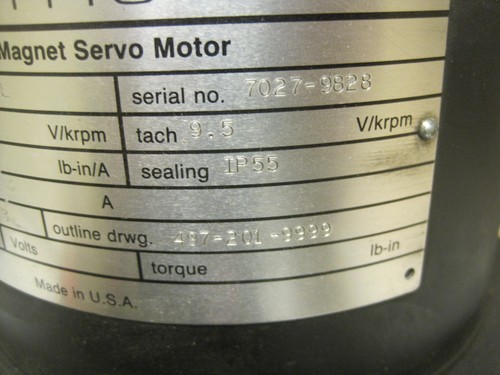 Magnet Servo Motor
serial no. 7027-9828
V/krpm tach 9.5 V/krpm
lb-in/A sealing IP55
A
outline drwg. 487-201-9999
Volts torque lb-in
Made in U.S.A.